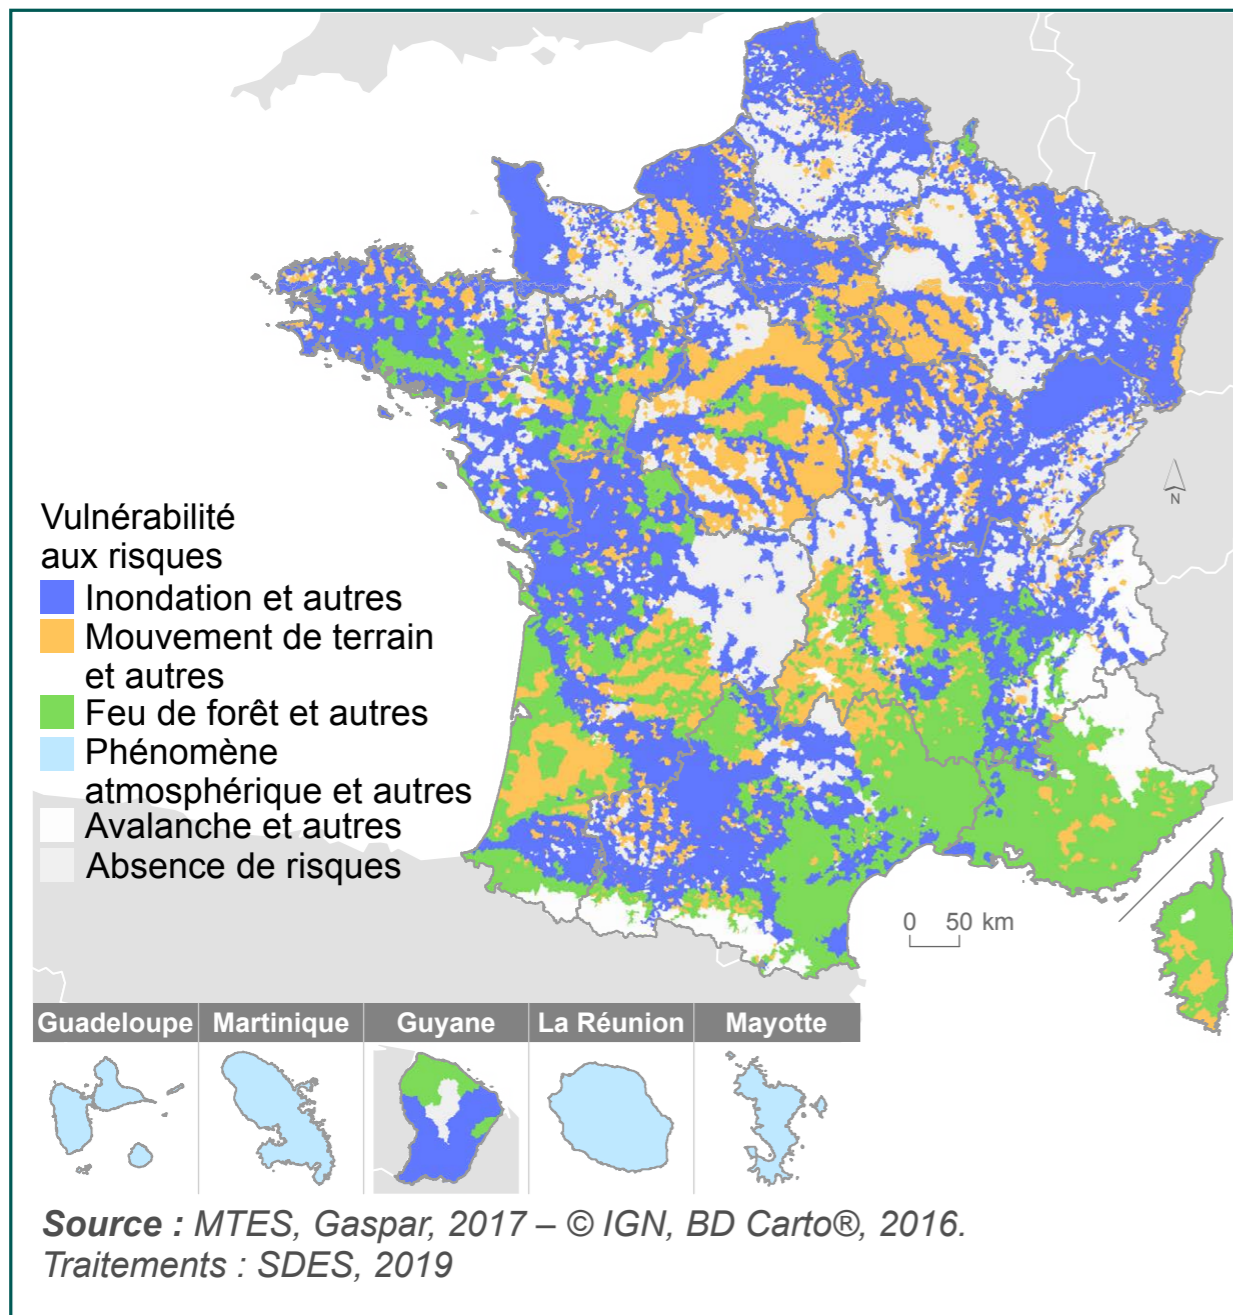 Vulnérabilité
aux risques
Inondation et autres
Mouvement de terrain
et autres
Feu de forêt et autres
Phénomène
atmosphérique et autres
Avalanche et autres
Absence de risques
N
0 50 km
Guadeloupe Martinique Guyane La Réunion Mayotte
Source : MTES, Gaspar, 2017 – © IGN, BD Carto®, 2016.
Traitements : SDES, 2019